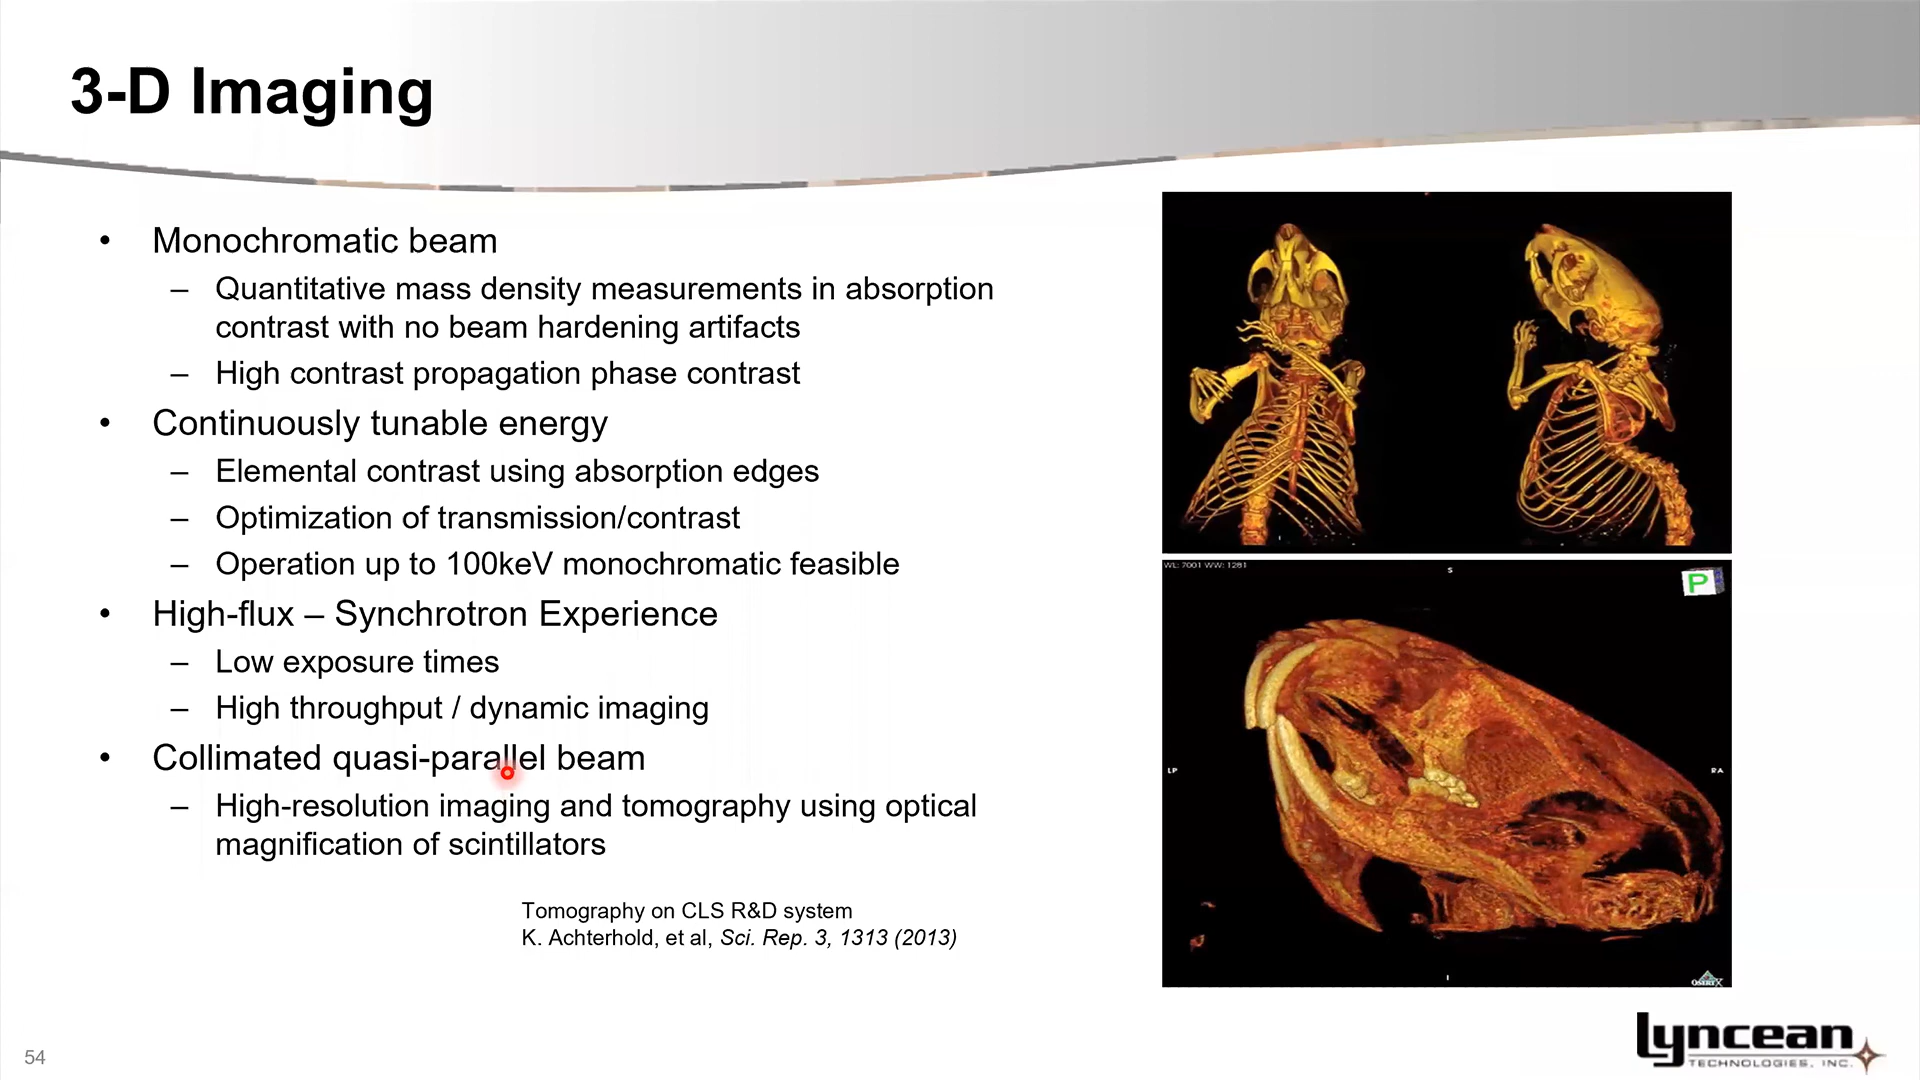 3-D Imaging
• Monochromatic beam
– Quantitative mass density measurements in absorption
contrast with no beam hardening artifacts
– High contrast propagation phase contrast
• Continuously tunable energy
– Elemental contrast using absorption edges
– Optimization of transmission/contrast
– Operation up to 100keV monochromatic feasible
• High-flux – Synchrotron Experience
– Low exposure times
– High throughput / dynamic imaging
• Collimated quasi-parallel beam
– High-resolution imaging and tomography using optical
magnification of scintillators
Tomography on CLS R&D system
K. Achterhold, et al, Sci. Rep. 3, 1313 (2013)
WL: 7001 WW: 1281
S
P
LP
RA
I
54
lyncean
TECHNOLOGIES, INC.